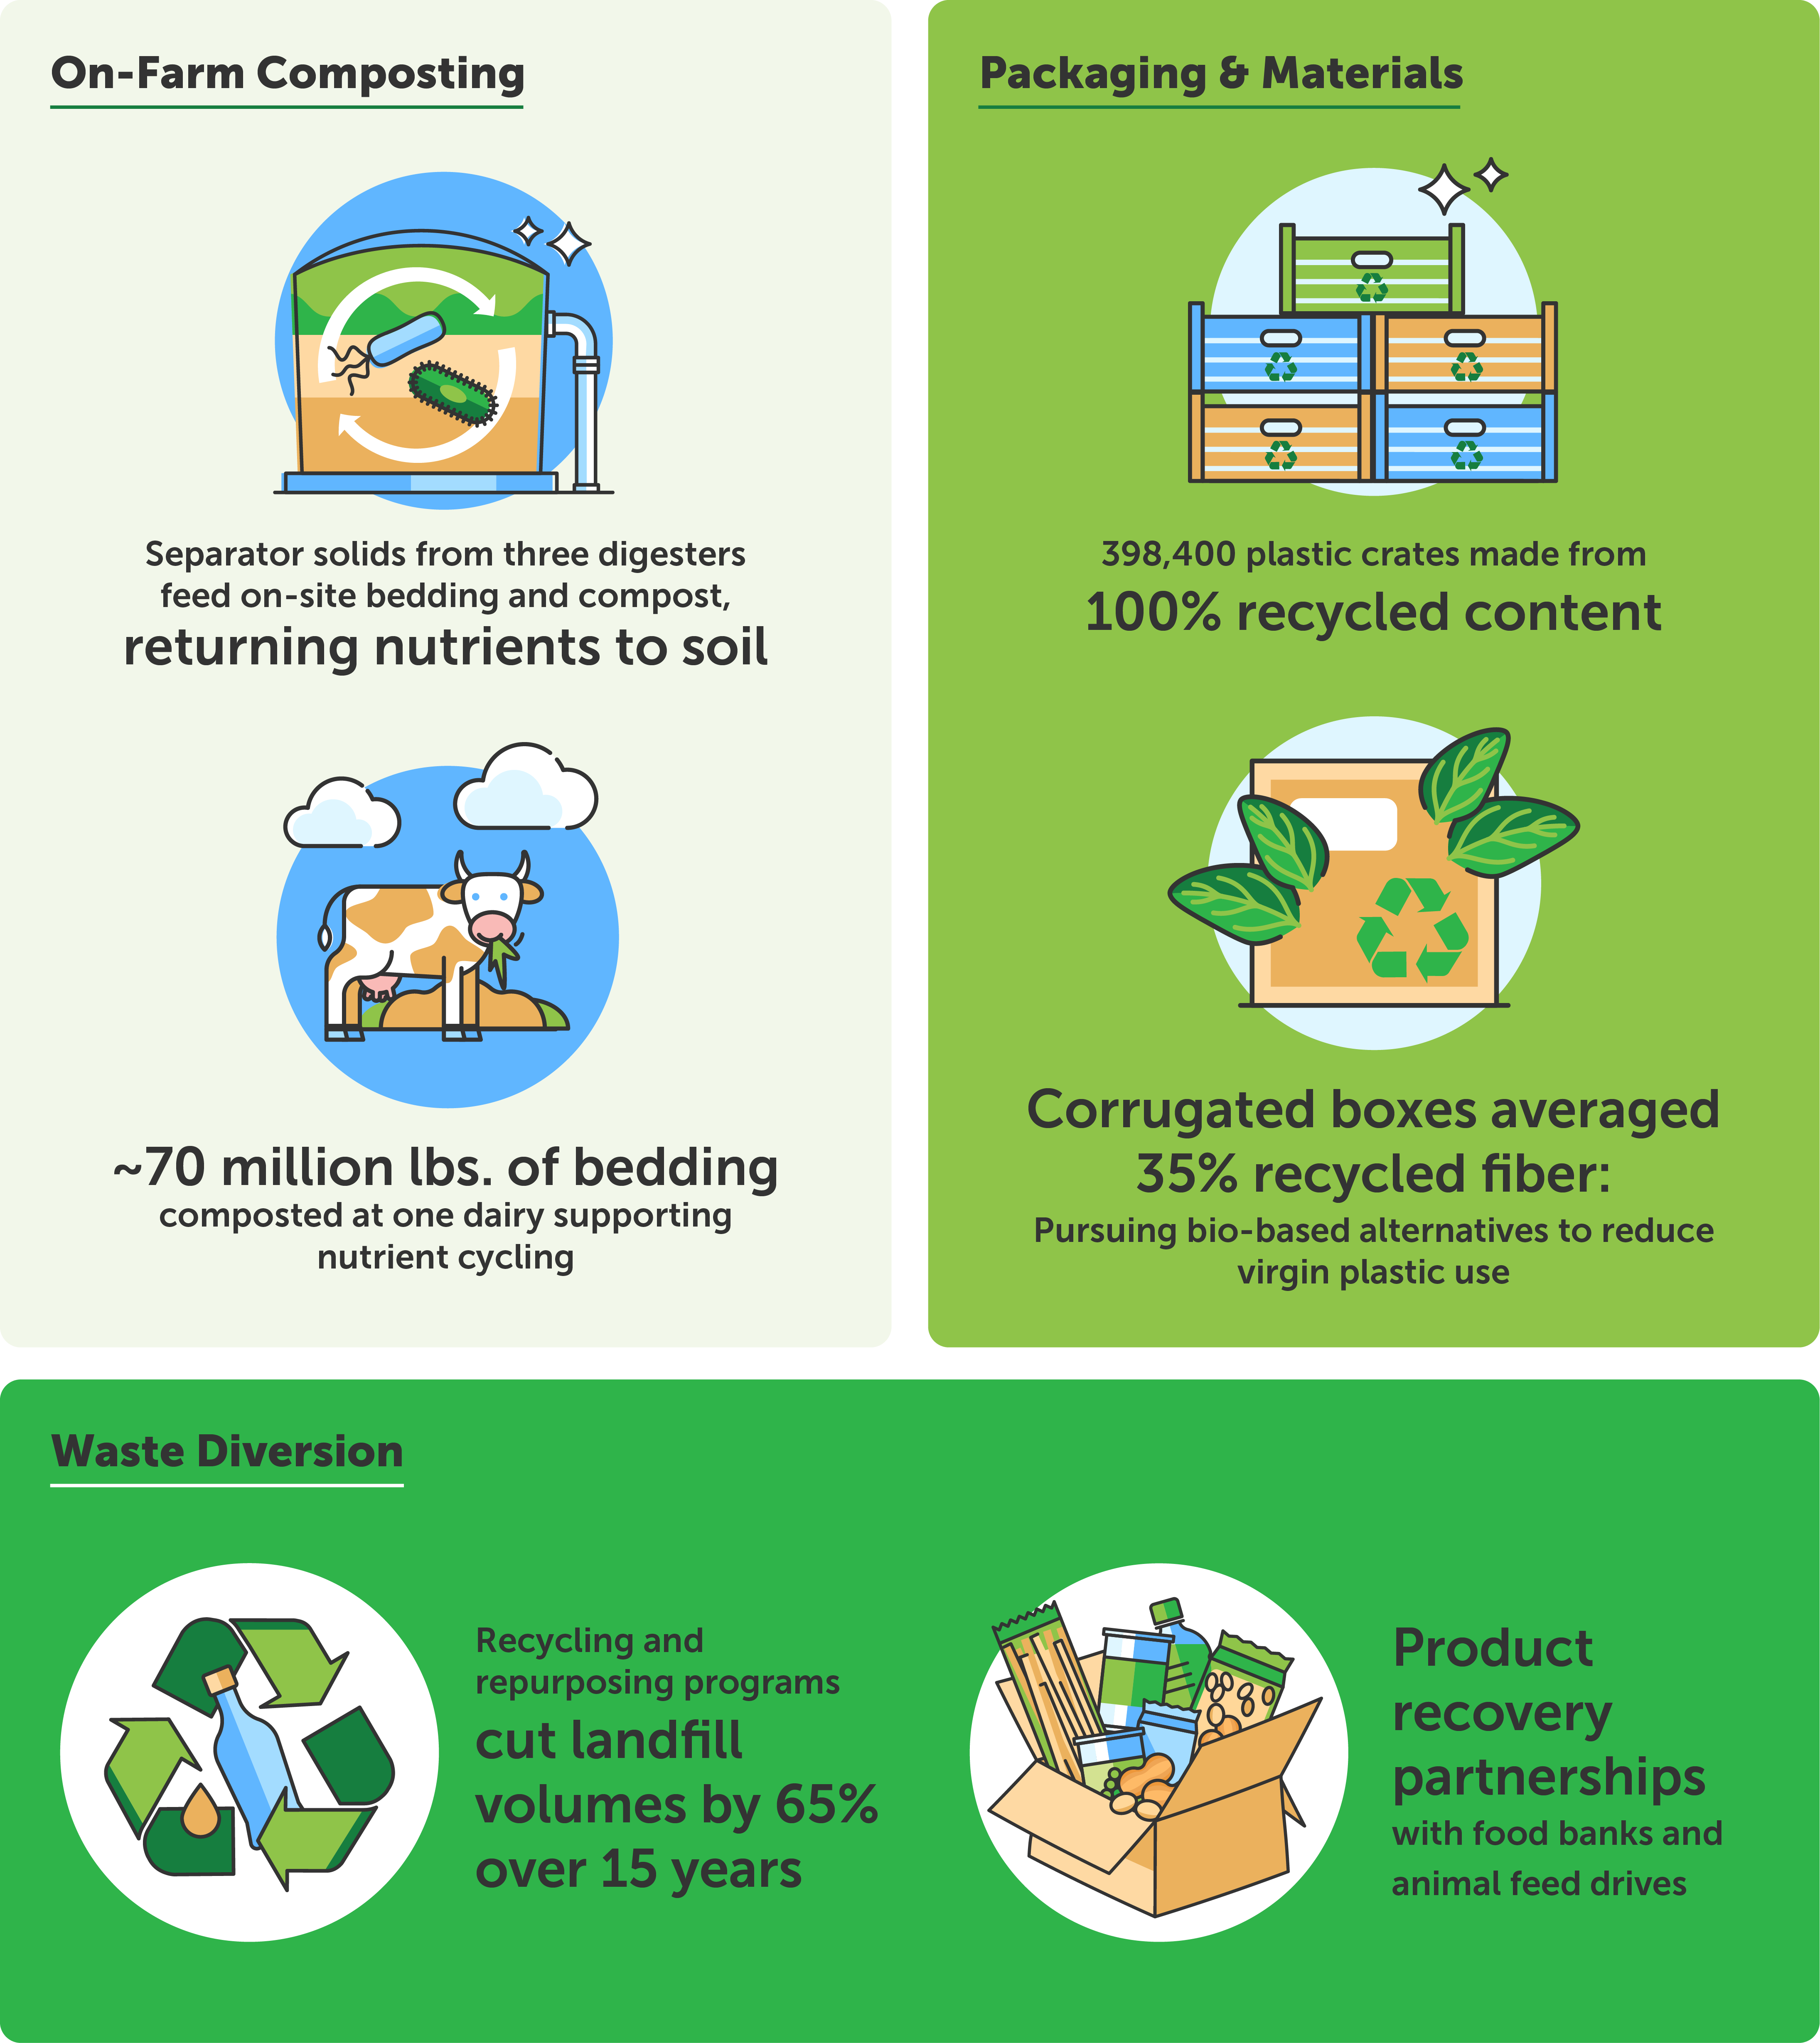 On-Farm Composting
Separator solids from three digesters
feed on-site bedding and compost,
returning nutrients to soil
~70 million lbs. of bedding
composted at one dairy supporting
nutrient cycling
Packaging & Materials
398,400 plastic crates made from
100% recycled content
Corrugated boxes averaged
35% recycled fiber:
Pursuing bio-based alternatives to reduce
virgin plastic use
Waste Diversion
Recycling and
repurposing programs
cut landfill
volumes by 65%
over 15 years
Product
recovery
partnerships
with food banks and
animal feed drives